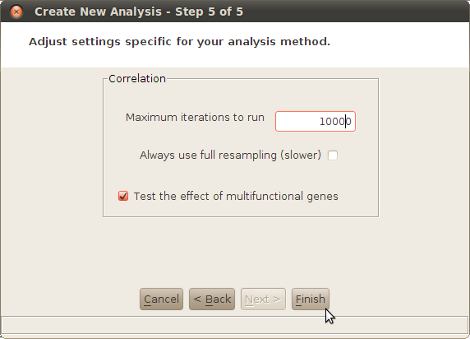 Create New Analysis - Step 5 of 5
Adjust settings specific for your analysis method.
Correlation
Maximum iterations to run 10000
Always use full resampling (slower)
Test the effect of multifunctional genes
Cancel < Back Next > Finish